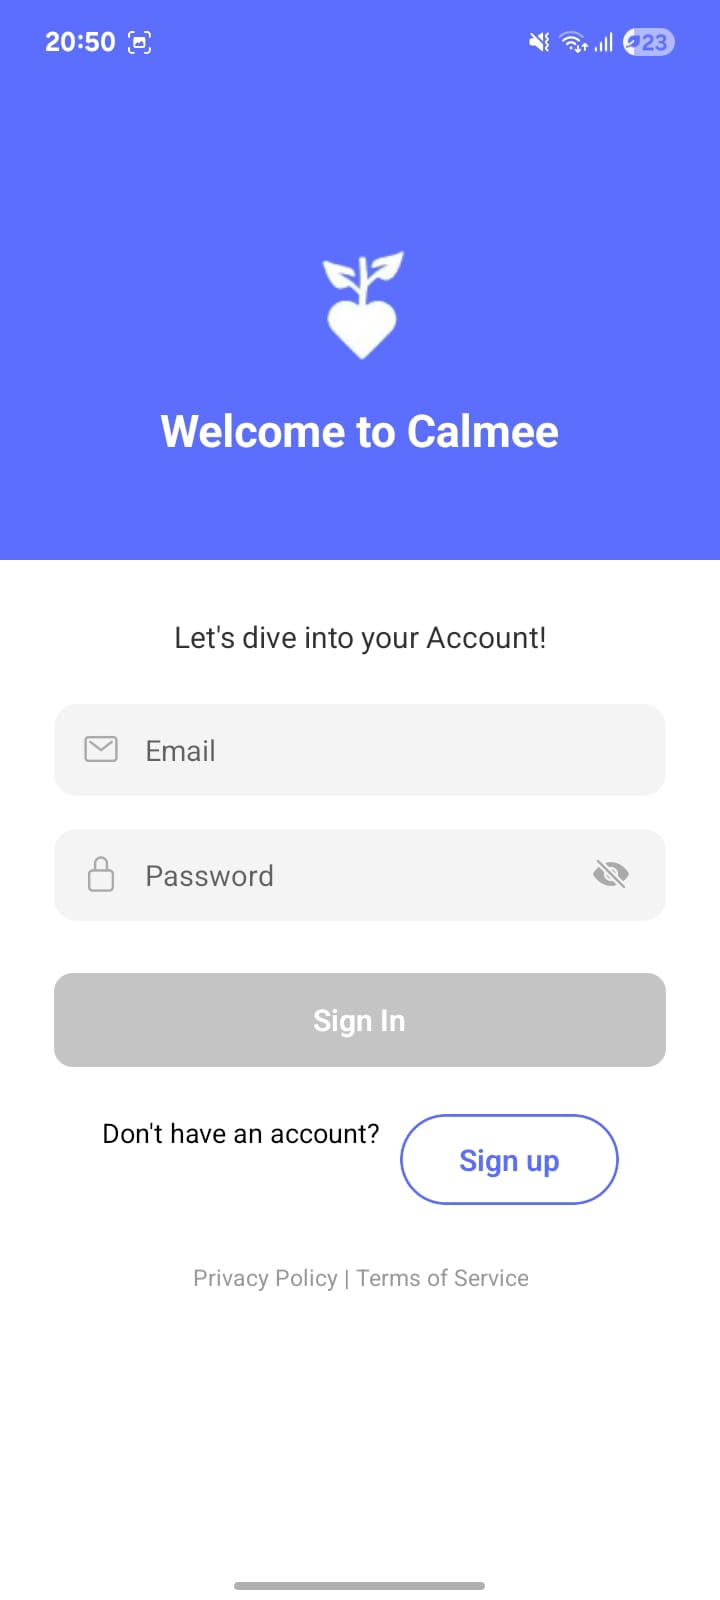 20:50 23
Welcome to Calmee
Let's dive into your Account!
Email
Password
Sign In
Don't have an account?
Sign up
Privacy Policy | Terms of Service